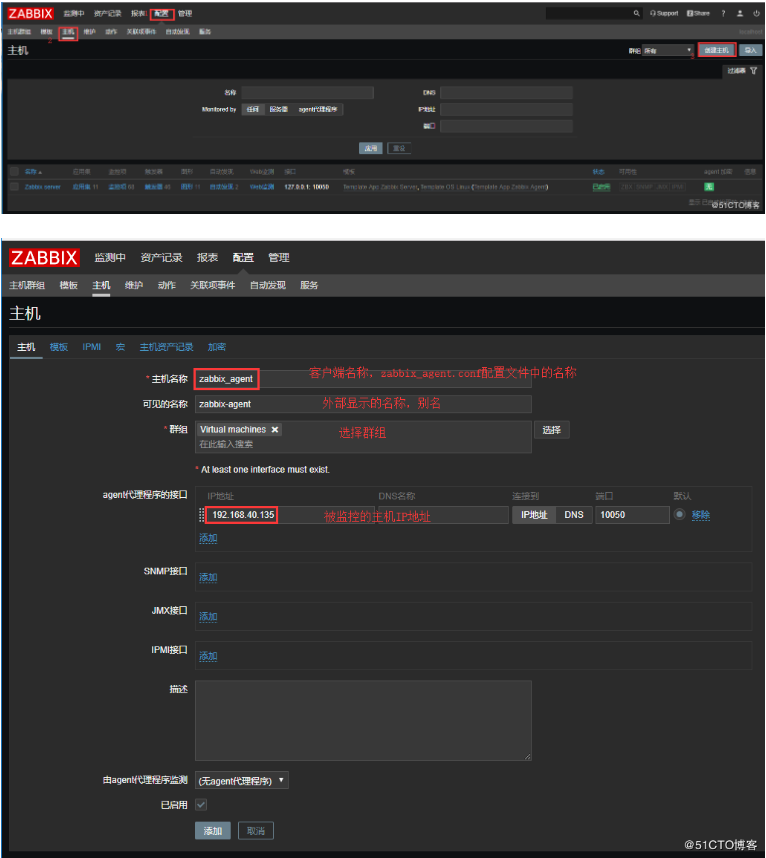 ZABBIX 监测中 资产记录 报表 配置 管理 Support Share ?
主机群组 模板 主机 维护 动作 关联项事件 自动发现 服务
2
主机 群组 所有 创建主机 导入
过滤器
名称 DNS
Monitored by 任何 服务器 agent代理程序 IP地址
端口
应用 重设
名称 应用集 监控项 触发器 图形 自动发现 Web监测 接口 模板 状态 可用性 agent 加密 信息
Zabbix server 应用集 11 监控项 触发器 图形 11 自动发现 2 Web监测 127.0.0.1: 10050 Template App Zabbix Server, Template OS Linux (Template App Zabbix Agent) 已启用 ZBX SNMP JMX IPMI 无
@51CTO博客
ZABBIX 监测中 资产记录 报表 配置 管理
主机群组 模板 主机 维护 动作 关联项事件 自动发现 服务
主机
主机 模板 IPMI 宏 主机资产记录 加密
* 主机名称 zabbix_agent 客户端名称，zabbix_agent.conf配置文件中的名称
可见的名称 zabbix-agent 外部显示的名称，别名
* 群组 Virtual machines ✕ 选择群组 选择
在此输入搜索
* At least one interface must exist.
agent代理程序的接口 IP地址 DNS名称 连接到 端口 默认
192.168.40.135 被监控的主机IP地址 IP地址 DNS 10050 移除
添加
SNMP接口 添加
JMX接口 添加
IPMI接口 添加
描述
由agent代理程序监测 (无agent代理程序)
已启用
添加 取消
@51CTO博客